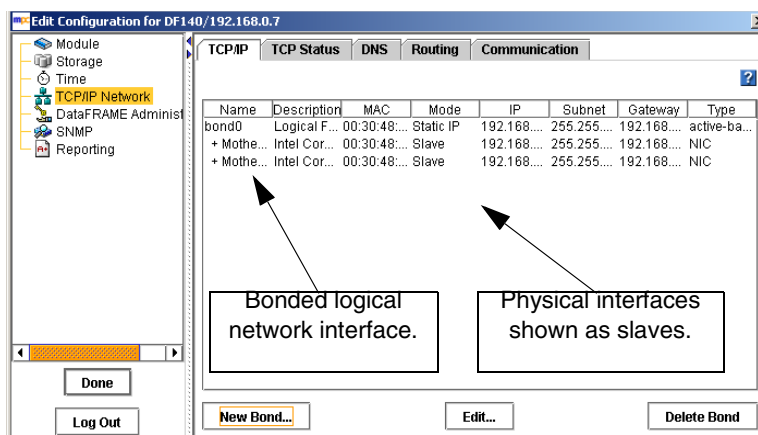 Edit Configuration for DF140/192.168.0.7
Module
Storage
Time
TCP/IP Network
DataFRAME Administ
SNMP
Reporting
Done
Log Out
TCP/IP TCP Status DNS Routing Communication
?
Name Description MAC Mode IP Subnet Gateway Type
bond0 Logical F... 00:30:48:... Static IP 192.168.... 255.255.... 192.168.... active-ba...
+ Mothe... Intel Cor... 00:30:48:... Slave 192.168.... 255.255.... 192.168.... NIC
+ Mothe... Intel Cor... 00:30:48:... Slave 192.168.... 255.255.... 192.168.... NIC
Bonded logical
network interface.
Physical interfaces
shown as slaves.
New Bond... Edit... Delete Bond